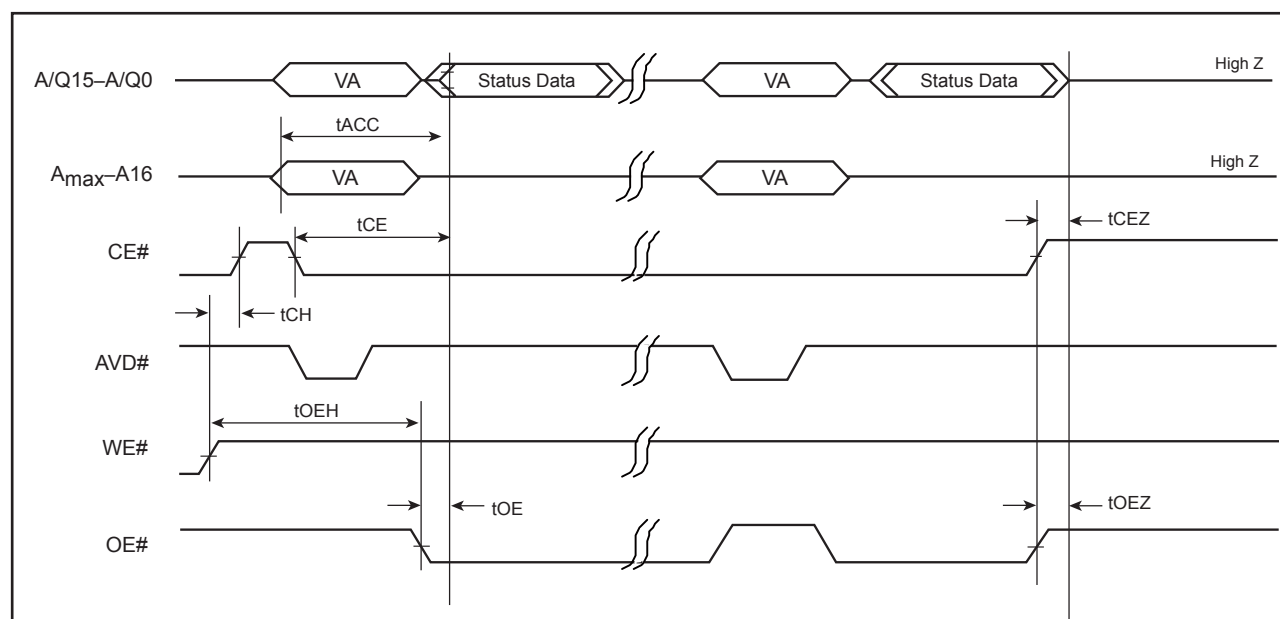 A/Q15–A/Q0
VA
Status Data
VA
Status Data
High Z
tACC
Amax–A16
VA
VA
High Z
tCE
tCEZ
CE#
tCH
AVD#
tOEH
WE#
tOE
tOEZ
OE#